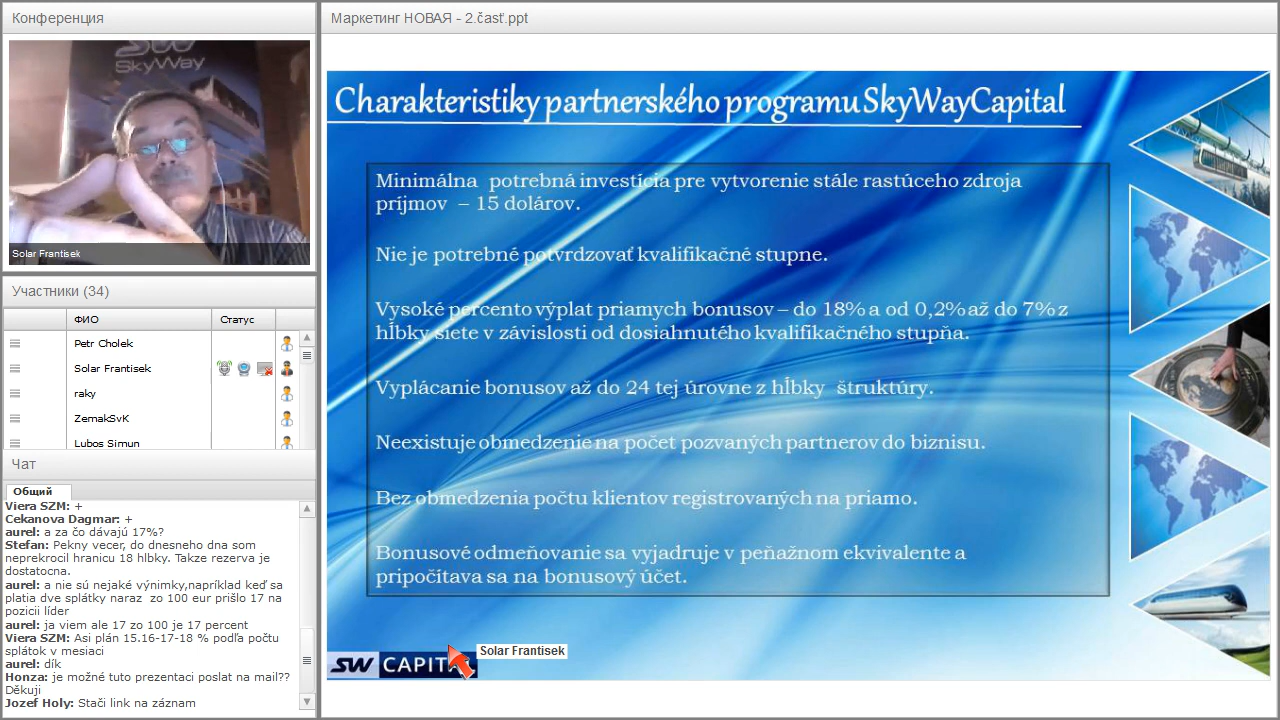 Конференция
SW
SkyWay
Solar Frantisek
Участники (34)
ФИО
Статус
Petr Cholek
Solar Frantisek
raky
ZemakSvK
Lubos Simun
Чат
Общий
Viera SZM: +
Cekanova Dagmar: +
aurel: a za čo dávajú 17%?
Stefan: Pekny vecer, do dnesneho dna som
neprekrocil hranicu 18 hlbky. Takze rezerva je
dostatocna.
aurel: a nie sú nejaké výnimky,napríklad keď sa
platia dve splátky naraz zo 100 eur prišlo 17 na
pozicii líder
aurel: ja viem ale 17 zo 100 je 17 percent
Viera SZM: Asi plán 15.16-17-18 % podľa počtu
splátok v mesiaci
aurel: dík
Honza: je možné tuto prezentaci poslat na mail??
Děkuji
Jozef Holy: Stači link na záznam
Маркетинг НОВАЯ - 2.časť.ppt
Charakteristiky partnerského programu SkyWayCapital
Minimálna potrebná investícia pre vytvorenie stále rastúceho zdroja
príjmov – 15 dolárov.
Nie je potrebné potvrdzovať kvalifikačné stupne.
Vysoké percento výplat priamych bonusov – do 18% a od 0,2% až do 7% z
hĺbky siete v závislosti od dosiahnutého kvalifikačného stupňa.
Vyplácanie bonusov až do 24 tej úrovne z hĺbky štruktúry.
Neexistuje obmedzenie na počet pozvaných partnerov do biznisu.
Bez obmedzenia počtu klientov registrovaných na priamo.
Bonusové odmeňovanie sa vyjadruje v peňažnom ekvivalente a
pripočítava sa na bonusový účet.
Solar Frantisek
SW CAPITAL